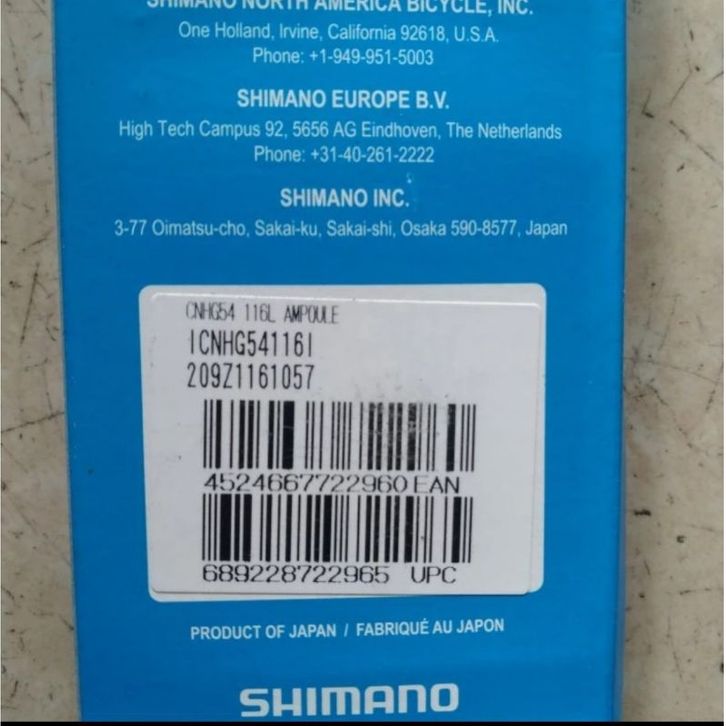 SHIMANO NORTH AMERICA BICYCLE, INC.
One Holland, Irvine, California 92618, U.S.A.
Phone: +1-949-951-5003
SHIMANO EUROPE B.V.
High Tech Campus 92, 5656 AG Eindhoven, The Netherlands
Phone: +31-40-261-2222
SHIMANO INC.
3-77 Oimatsu-cho, Sakai-ku, Sakai-shi, Osaka 590-8577, Japan
CNHG54 116L AMPOULE
ICNHG54116I
209Z1161057
4524667722960 EAN
689228722965 UPC
PRODUCT OF JAPAN / FABRIQUÉ AU JAPON
SHIMANO